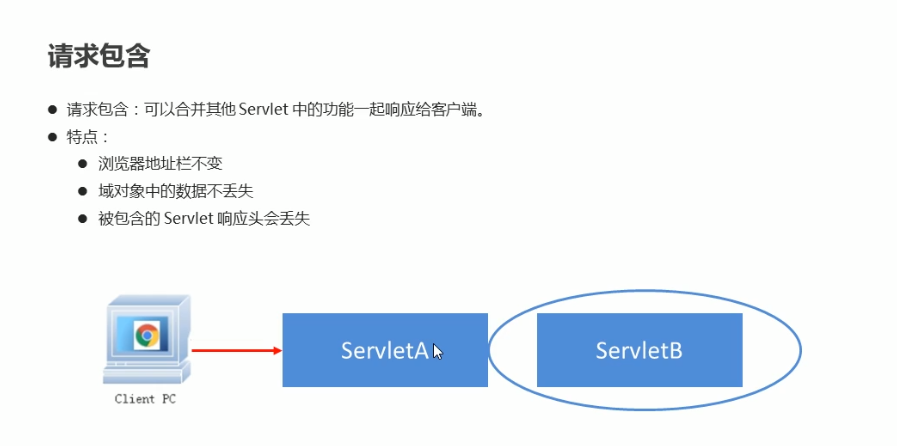 请求包含
● 请求包含：可以合并其他 Servlet 中的功能一起响应给客户端。
● 特点：
● 浏览器地址栏不变
● 域对象中的数据不丢失
● 被包含的 Servlet 响应头会丢失
ServletA
ServletB
Client PC